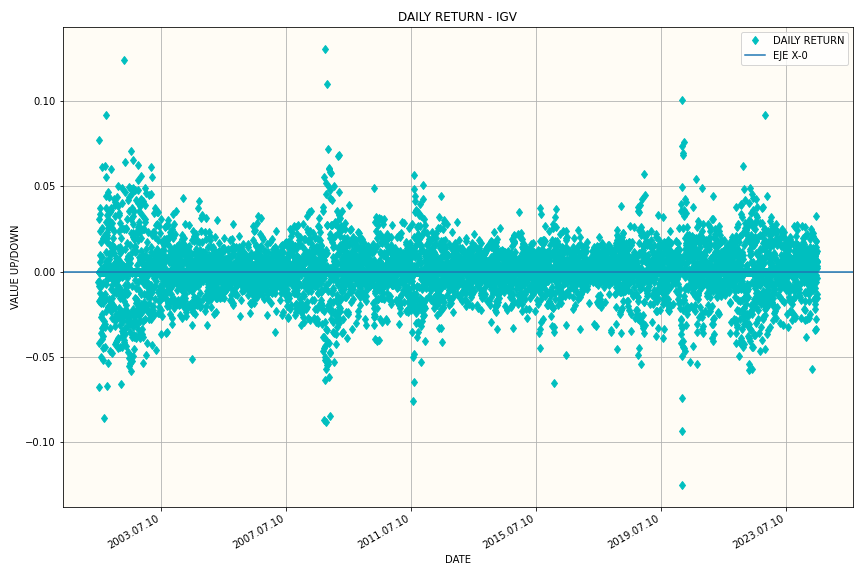 DAILY RETURN - IGV
DAILY RETURN
EJE X-0
VALUE UP/DOWN
0.10
0.05
0.00
−0.05
−0.10
2003.07.10
2007.07.10
2011.07.10
2015.07.10
2019.07.10
2023.07.10
DATE